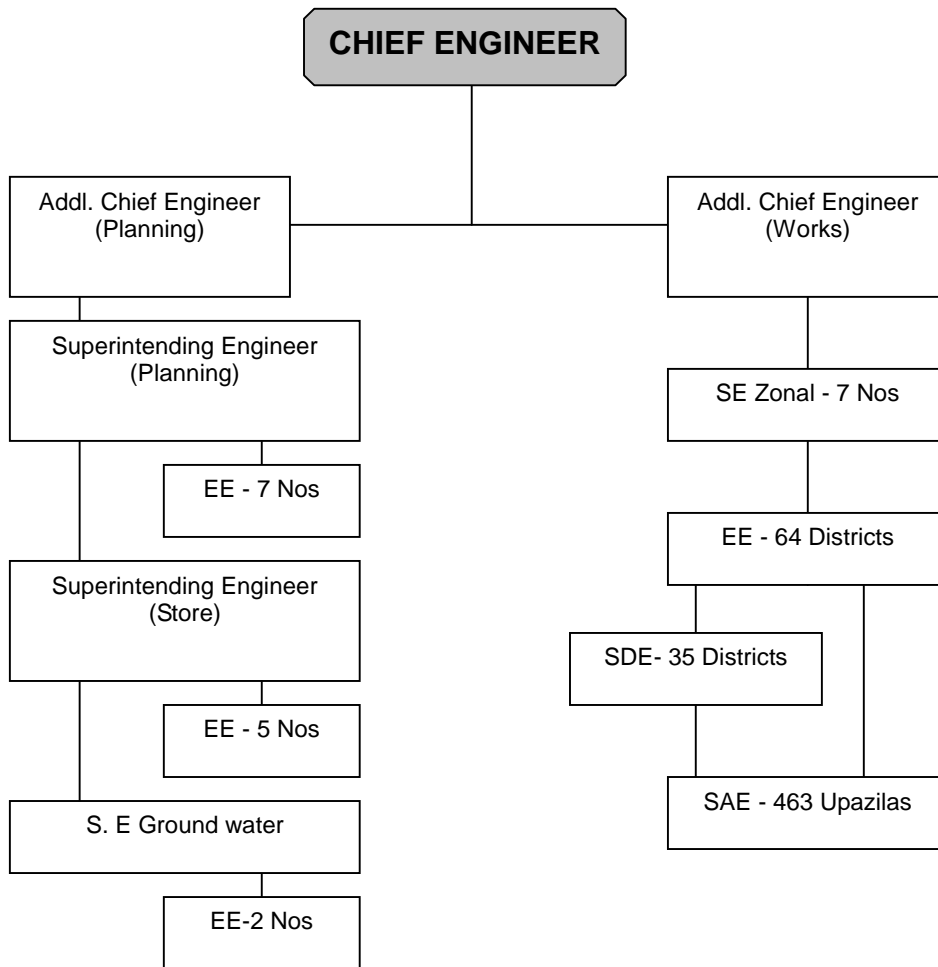 CHIEF ENGINEER
Addl. Chief Engineer
(Planning)
Addl. Chief Engineer
(Works)
Superintending Engineer
(Planning)
SE Zonal - 7 Nos
EE - 7 Nos
EE - 64 Districts
Superintending Engineer
(Store)
SDE- 35 Districts
EE - 5 Nos
SAE - 463 Upazilas
S. E Ground water
EE-2 Nos